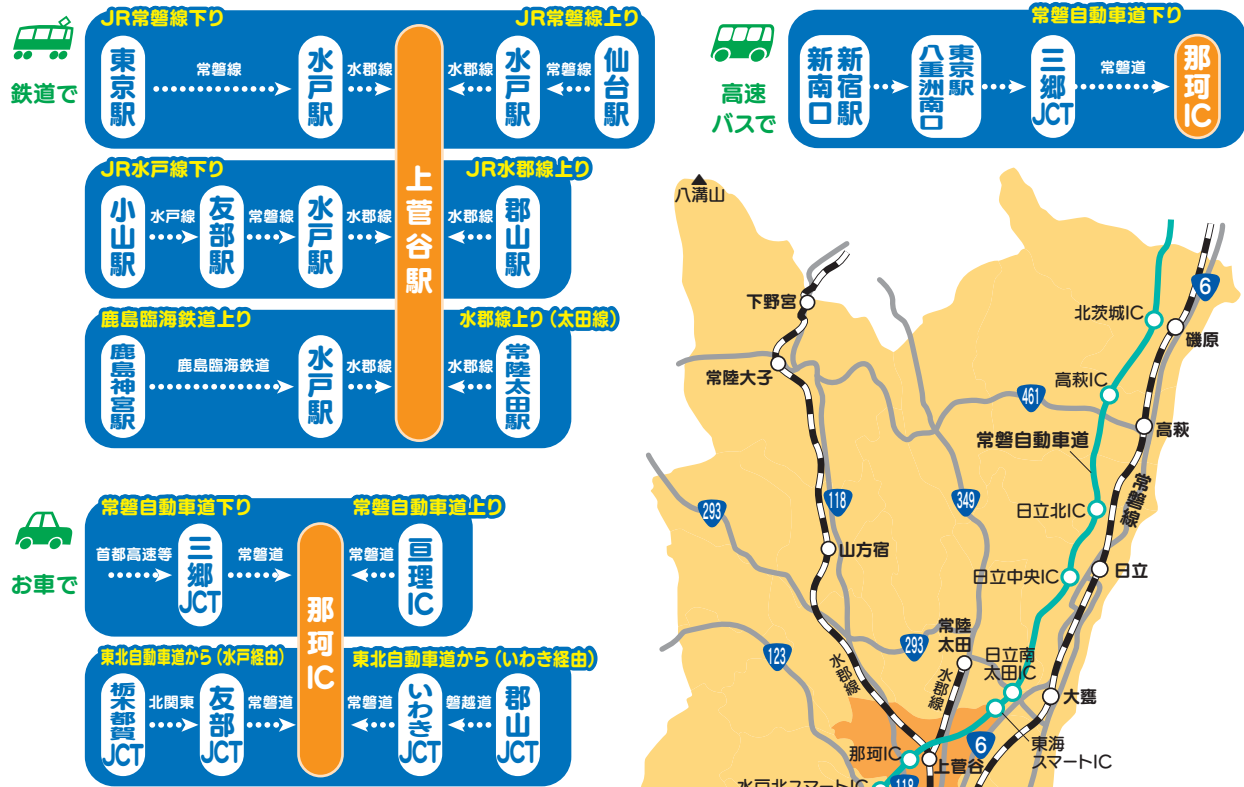 鉄道で
JR常磐線下り
JR常磐線上り
東京駅
常磐線
水戸駅
水郡線
上菅谷駅
水郡線
水戸駅
常磐線
仙台駅
JR水戸線下り
JR水郡線上り
小山駅
水戸線
友部駅
常磐線
水戸駅
水郡線
水郡線
郡山駅
鹿島臨海鉄道上り
水郡線上り(太田線)
鹿島神宮駅
鹿島臨海鉄道
水戸駅
水郡線
水郡線
常陸太田駅
高速
バスで
常磐自動車道下り
新宿駅
新南口
東京駅
八重洲南口
三郷JCT
常磐道
那珂IC
お車で
常磐自動車道下り
常磐自動車道上り
首都高速等
三郷JCT
常磐道
那珂IC
常磐道
亘理IC
東北自動車道から(水戸経由)
東北自動車道から(いわき経由)
栃木都賀JCT
北関東
友部JCT
常磐道
常磐道
いわきJCT
磐越道
郡山JCT
八溝山
下野宮
6
北茨城IC
磯原
常陸大子
高萩IC
461
高萩
常磐自動車道
常磐線
118
349
293
日立北IC
山方宿
日立中央IC
日立
常陸
太田
293
123
水郡線
水郡線
日立南
太田IC
大甕
那珂IC
6
東海
スマートIC
上菅谷
水戸北スマートIC
118